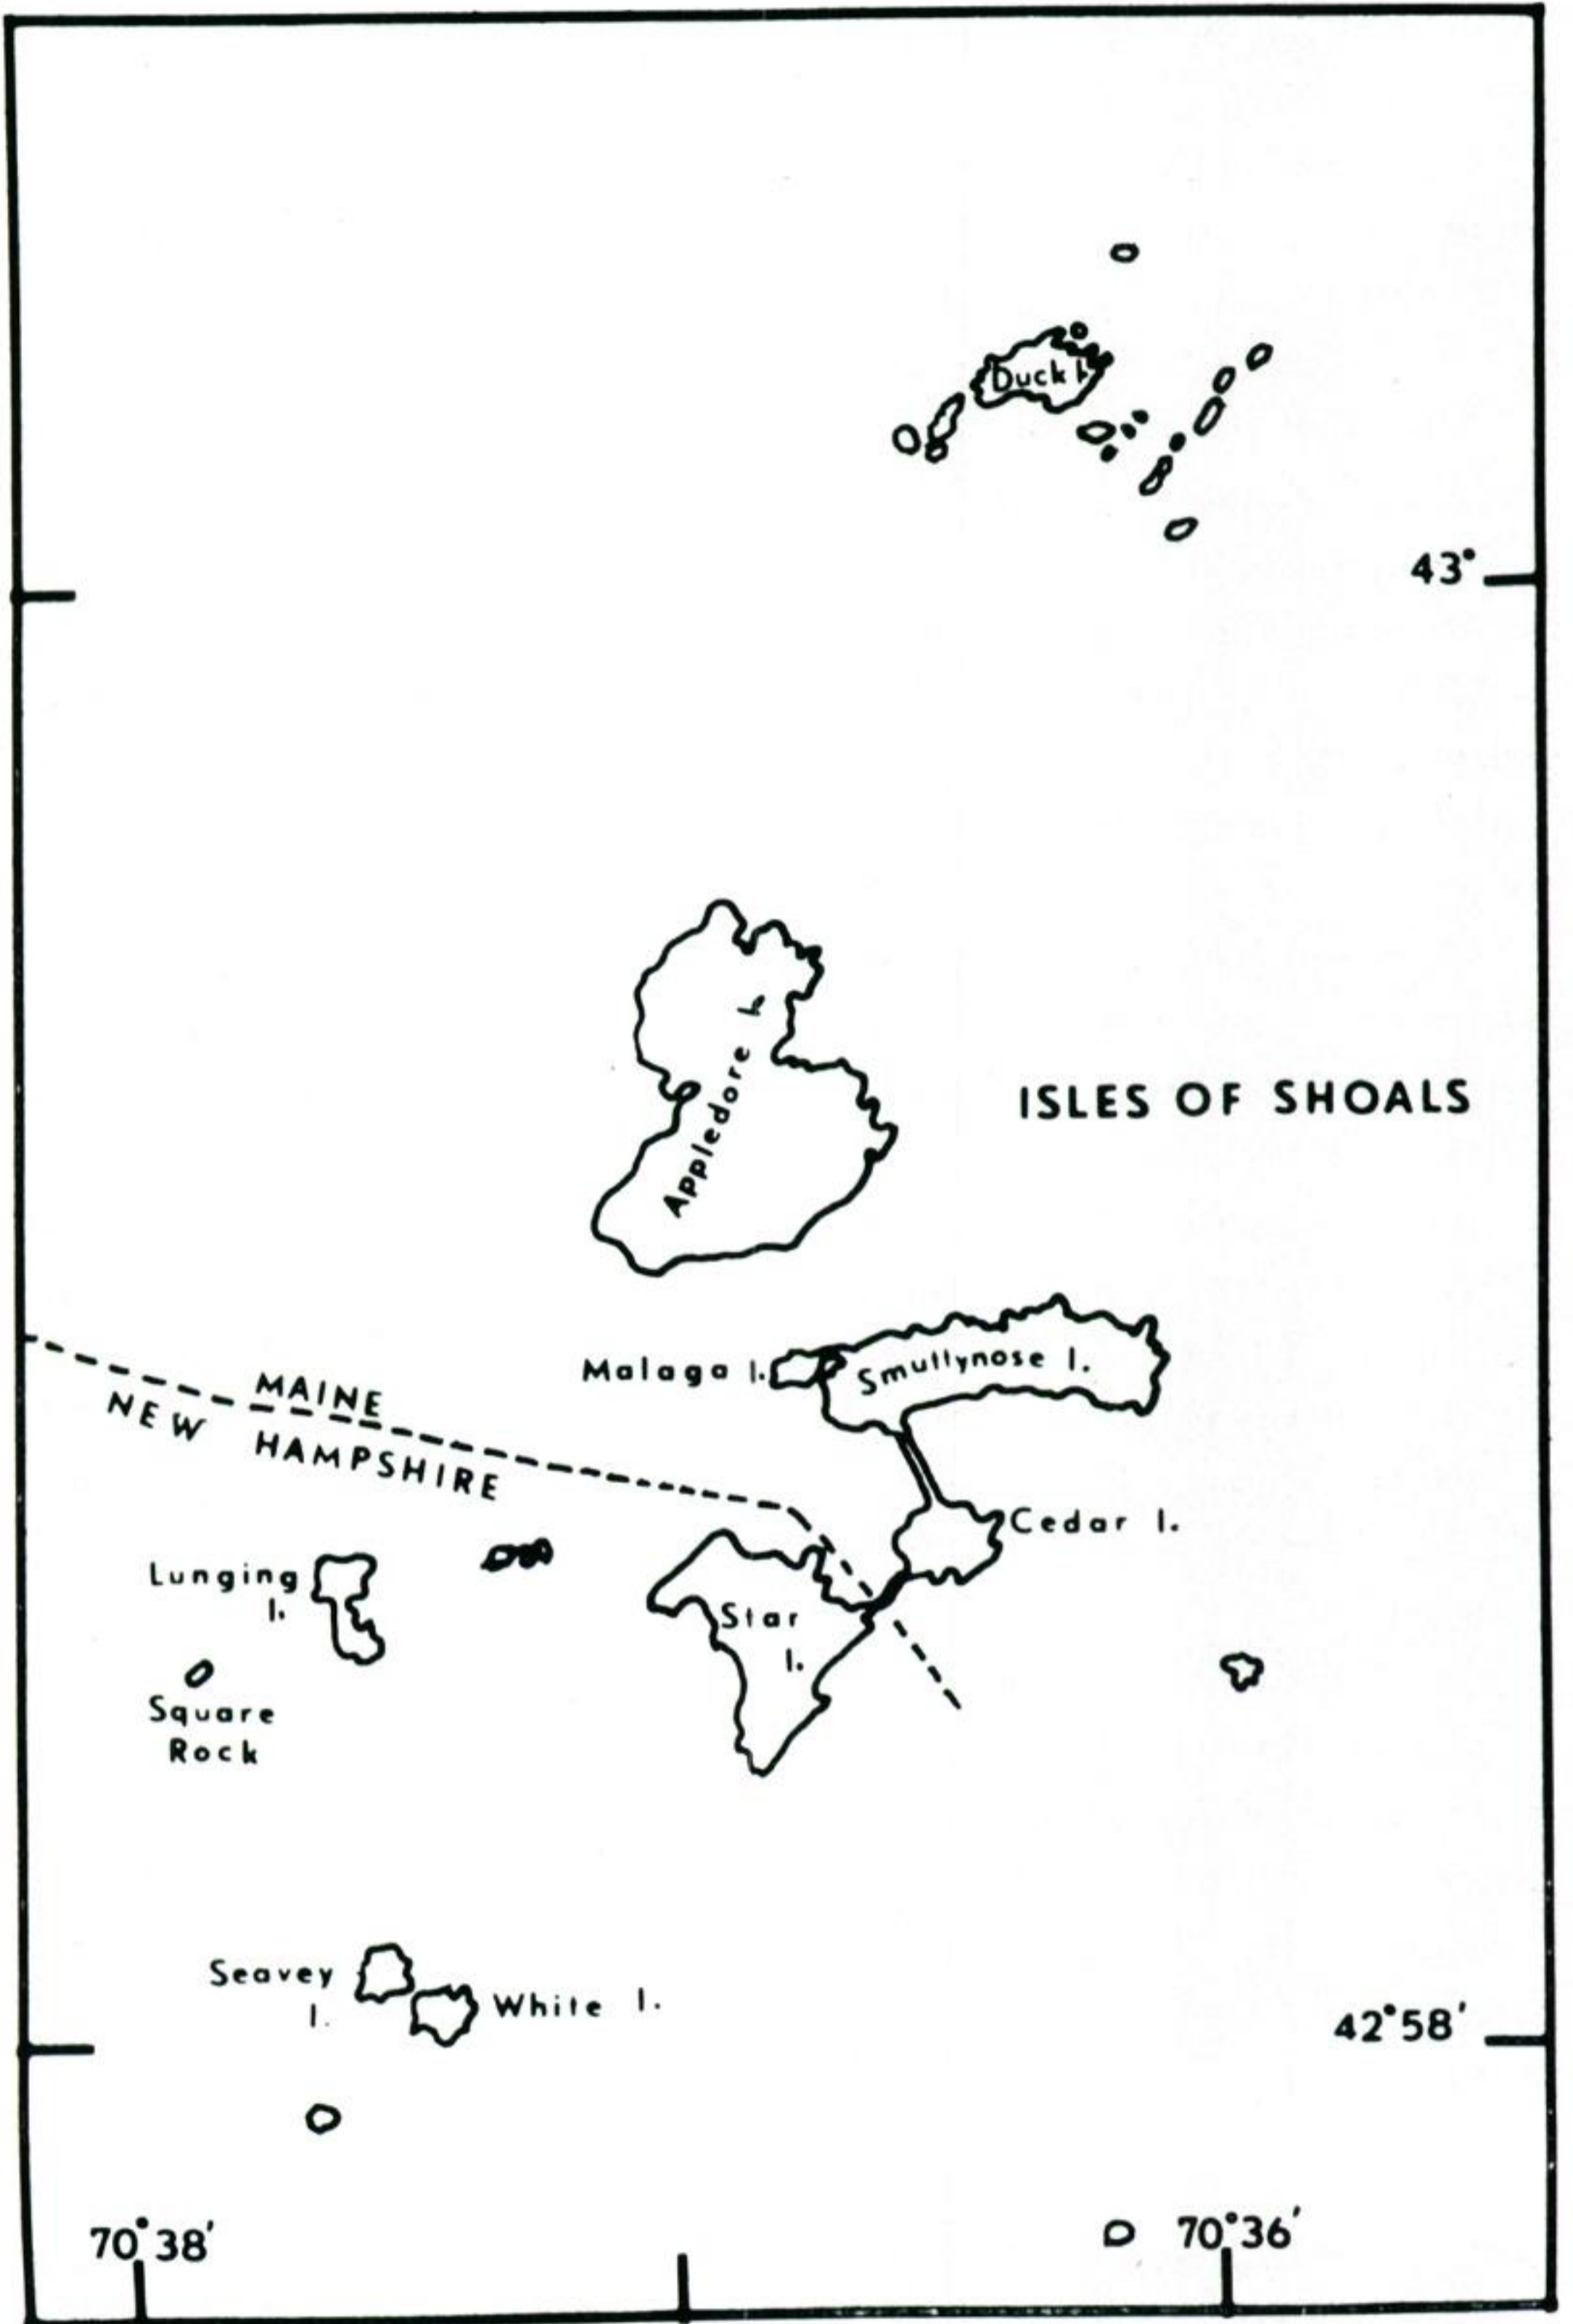 Duck I.
43°
Appledore I.
ISLES OF SHOALS
Malaga I.
Smuttynose I.
MAINE
NEW HAMPSHIRE
Cedar I.
Lunging
I.
Star
I.
Square
Rock
Seavey
I.
White I.
42°58'
70°38'
70°36'